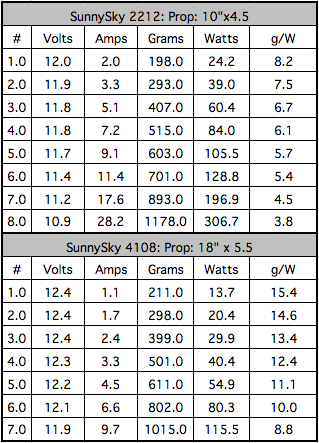 SunnySky 2212: Prop: 10"x4.5
# Volts Amps Grams Watts g/W
1.0 12.0 2.0 198.0 24.2 8.2
2.0 11.9 3.3 293.0 39.0 7.5
3.0 11.8 5.1 407.0 60.4 6.7
4.0 11.8 7.2 515.0 84.0 6.1
5.0 11.7 9.1 603.0 105.5 5.7
6.0 11.4 11.4 701.0 128.8 5.4
7.0 11.2 17.6 893.0 196.9 4.5
8.0 10.9 28.2 1178.0 306.7 3.8
SunnySky 4108: Prop: 18" x 5.5
# Volts Amps Grams Watts g/W
1.0 12.4 1.1 211.0 13.7 15.4
2.0 12.4 1.7 298.0 20.4 14.6
3.0 12.4 2.4 399.0 29.9 13.4
4.0 12.3 3.3 501.0 40.4 12.4
5.0 12.2 4.5 611.0 54.9 11.1
6.0 12.1 6.6 802.0 80.3 10.0
7.0 11.9 9.7 1015.0 115.5 8.8